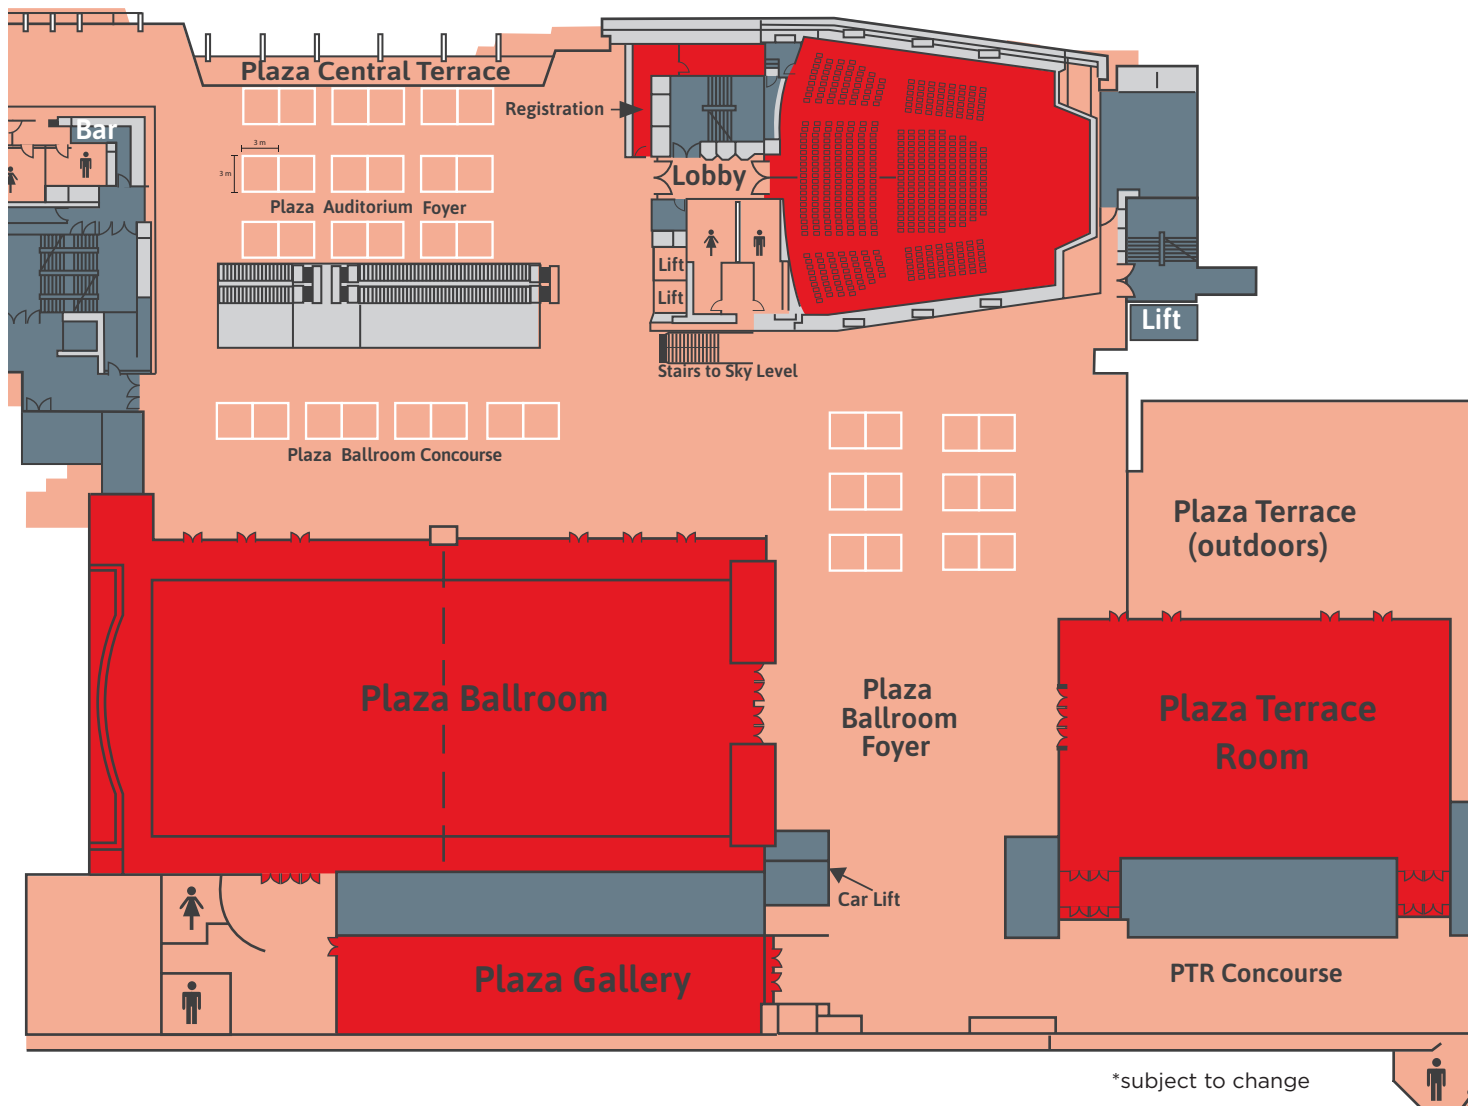 Plaza Central Terrace
Registration
Bar
3 m
3 m
Lobby
Plaza Auditorium Foyer
Lift
Lift
Lift
Stairs to Sky Level
Plaza Ballroom Concourse
Plaza Terrace
(outdoors)
Plaza Ballroom
Plaza
Ballroom
Foyer
Plaza Terrace
Room
Car Lift
Plaza Gallery
PTR Concourse
*subject to change